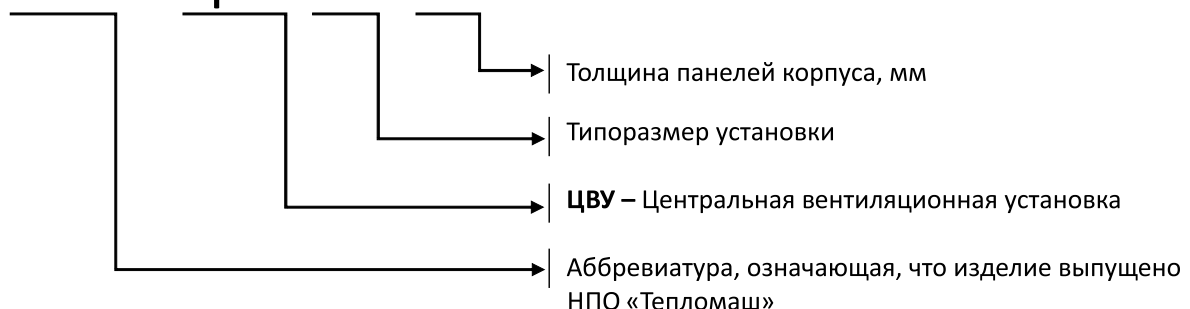 Толщина панелей корпуса, мм
Типоразмер установки
ЦВУ – Центральная вентиляционная установка
Аббревиатура, означающая, что изделие выпущено
НПО «Тепломаш»